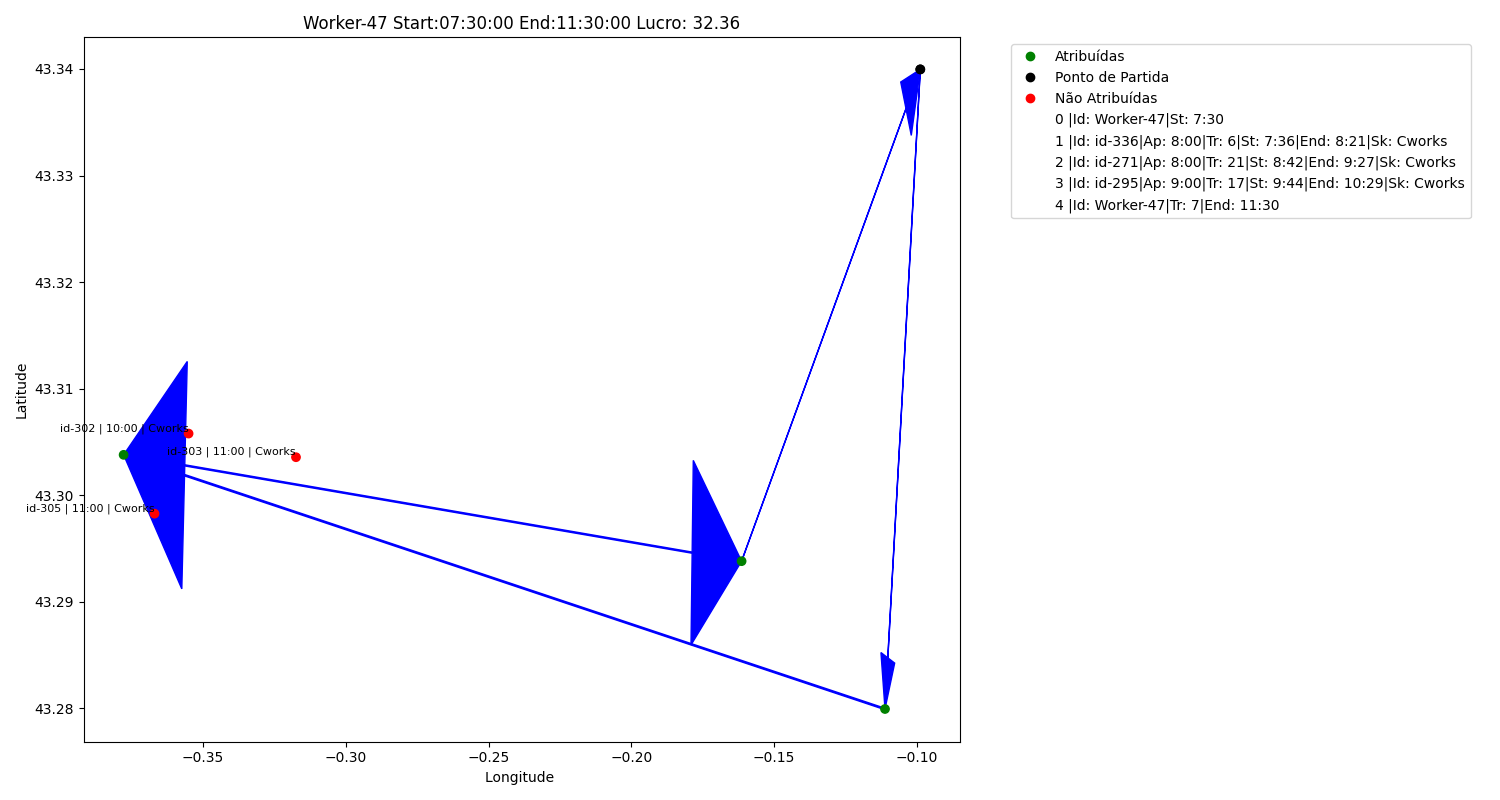 Worker-47 Start:07:30:00 End:11:30:00 Lucro: 32.36
Atribuídas
Ponto de Partida
Não Atribuídas
0 |Id: Worker-47|St: 7:30
1 |Id: id-336|Ap: 8:00|Tr: 6|St: 7:36|End: 8:21|Sk: Cworks
2 |Id: id-271|Ap: 8:00|Tr: 21|St: 8:42|End: 9:27|Sk: Cworks
3 |Id: id-295|Ap: 9:00|Tr: 17|St: 9:44|End: 10:29|Sk: Cworks
4 |Id: Worker-47|Tr: 7|End: 11:30
43.34
43.33
43.32
43.31
43.30
43.29
43.28
Latitude
id-302 | 10:00 | Cworks
id-303 | 11:00 | Cworks
id-305 | 11:00 | Cworks
−0.35
−0.30
−0.25
−0.20
−0.15
−0.10
Longitude